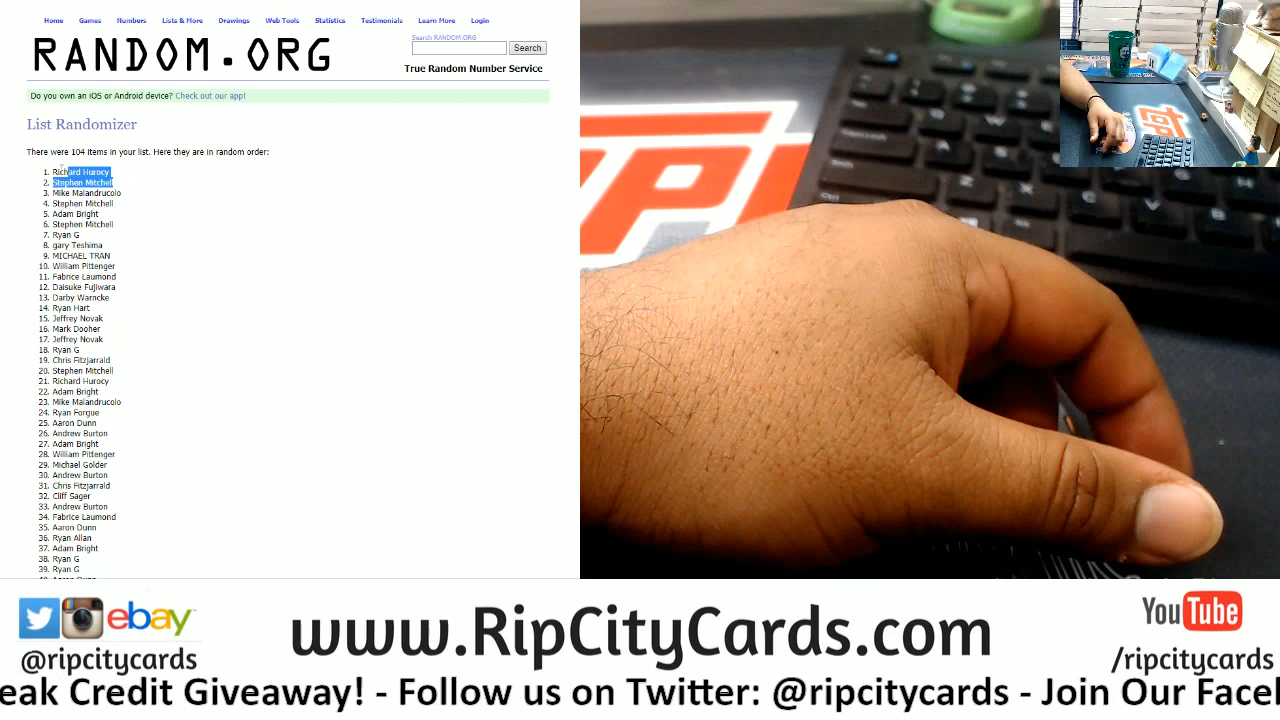 Home Games Numbers Lists & More Drawings Web Tools Statistics Testimonials Learn More Login
RANDOM.ORG
Search RANDOM.ORG
Search
True Random Number Service
Do you own an iOS or Android device? Check out our app!
List Randomizer
There were 104 items in your list. Here they are in random order:
1. Richard Hurocy
2. Stephen Mitchell
3. Mike Malandrucolo
4. Stephen Mitchell
5. Adam Bright
6. Stephen Mitchell
7. Ryan G
8. gary Teshima
9. MICHAEL TRAN
10. William Pittenger
11. Fabrice Laumond
12. Daisuke Fujiwara
13. Darby Warncke
14. Ryan Hart
15. Jeffrey Novak
16. Mark Dooher
17. Jeffrey Novak
18. Ryan G
19. Chris Fitzjarrald
20. Stephen Mitchell
21. Richard Hurocy
22. Adam Bright
23. Mike Malandrucolo
24. Ryan Forgue
25. Aaron Dunn
26. Andrew Burton
27. Adam Bright
28. William Pittenger
29. Michael Golder
30. Andrew Burton
31. Chris Fitzjarrald
32. Cliff Sager
33. Andrew Burton
34. Fabrice Laumond
35. Aaron Dunn
36. Ryan Allan
37. Adam Bright
38. Ryan G
39. Ryan G
ebay
@ripcitycards
www.RipCityCards.com
YouTube
/ripcitycards
eak Credit Giveaway! - Follow us on Twitter: @ripcitycards - Join Our Facel